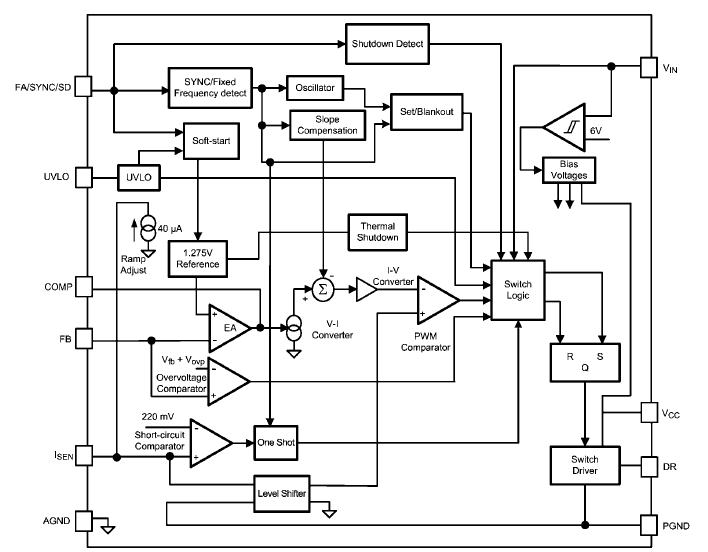 Shutdown Detect
FA/SYNC/SD
SYNC/Fixed
Frequency detect
Oscillator
Slope
Compensation
Set/Blankout
VIN
6V
Bias
Voltages
Soft-start
UVLO
UVLO
40 µA
Ramp
Adjust
1.275V
Reference
Thermal
Shutdown
COMP
+
−
Σ
I-V
Converter
Switch
Logic
+
EA
−
V-I
Converter
−
+
PWM
Comparator
FB
Vfb + Vovp
−
Overvoltage
Comparator
+
R S
Q
220 mV
−
Short-circuit
Comparator
+
One Shot
VCC
ISEN
Level Shifter
Switch
Driver
DR
AGND
PGND